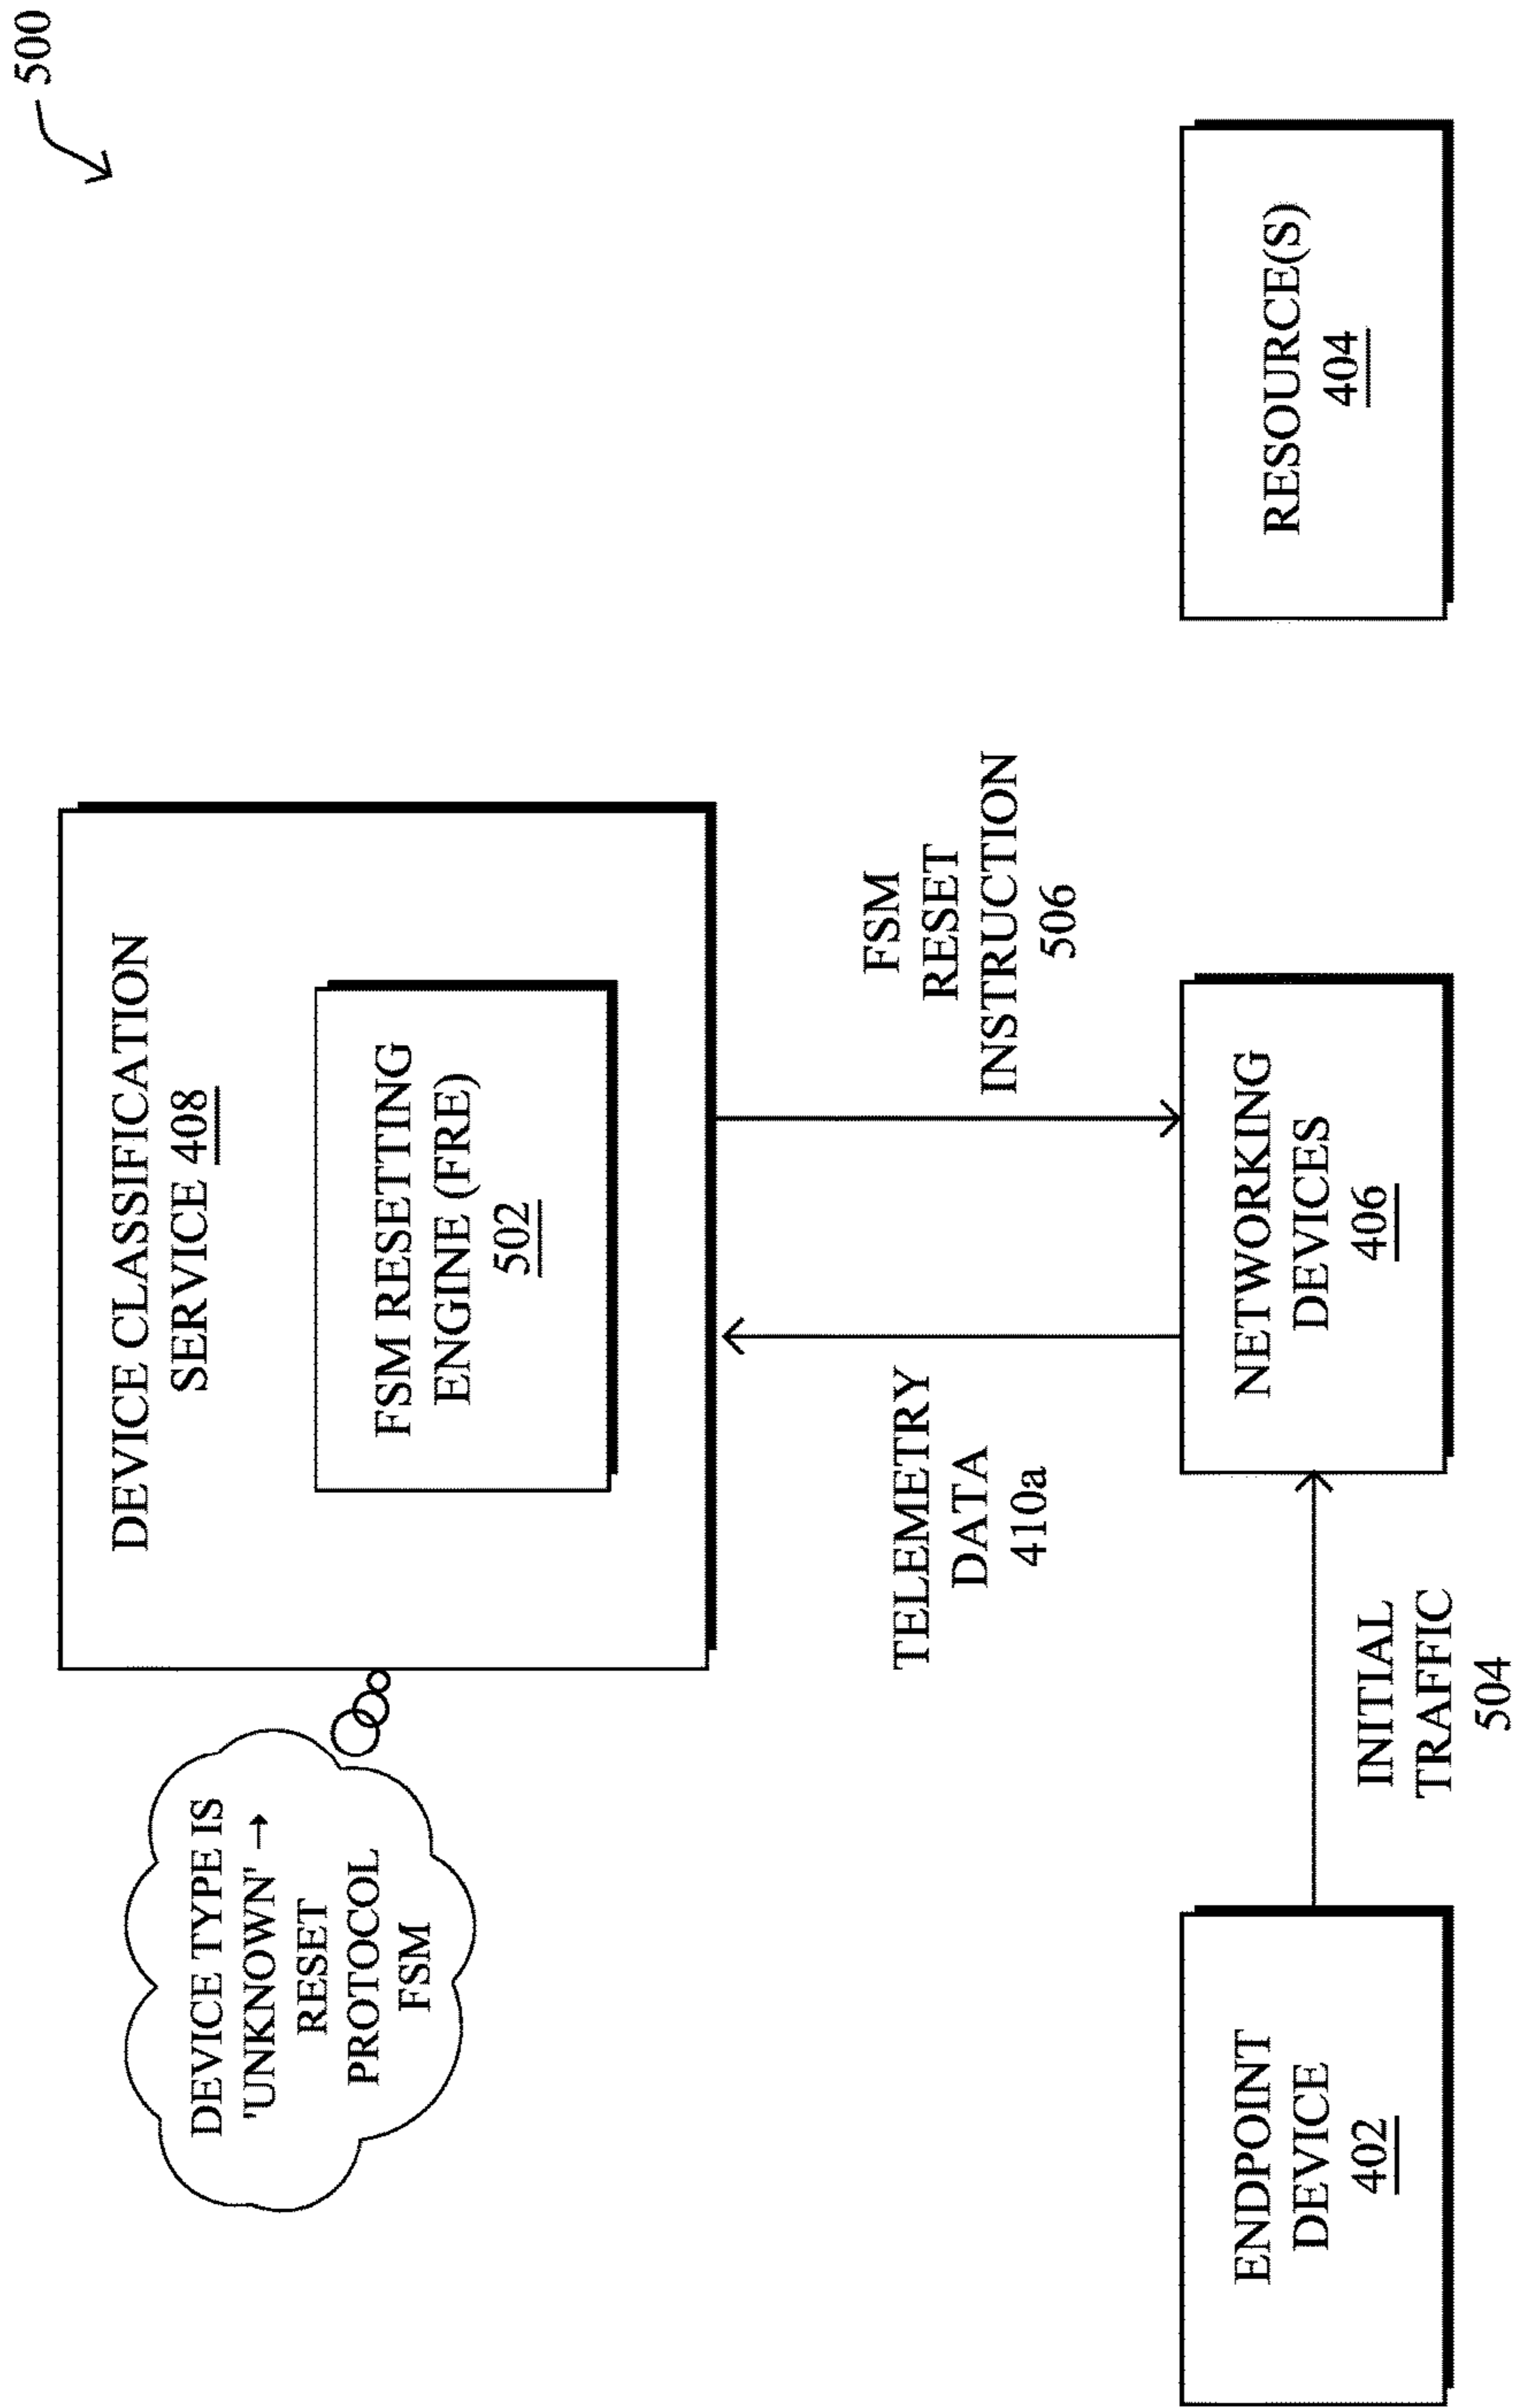 500
DEVICE CLASSIFICATION
SERVICE 408
FSM RESETTING
ENGINE (FRE)
502
DEVICE TYPE IS
'UNKNOWN' →
RESET
PROTOCOL
FSM
TELEMETRY
DATA
410a
FSM
RESET
INSTRUCTION
506
ENDPOINT
DEVICE
402
INITIAL
TRAFFIC
504
NETWORKING
DEVICES
406
RESOURCE(S)
404